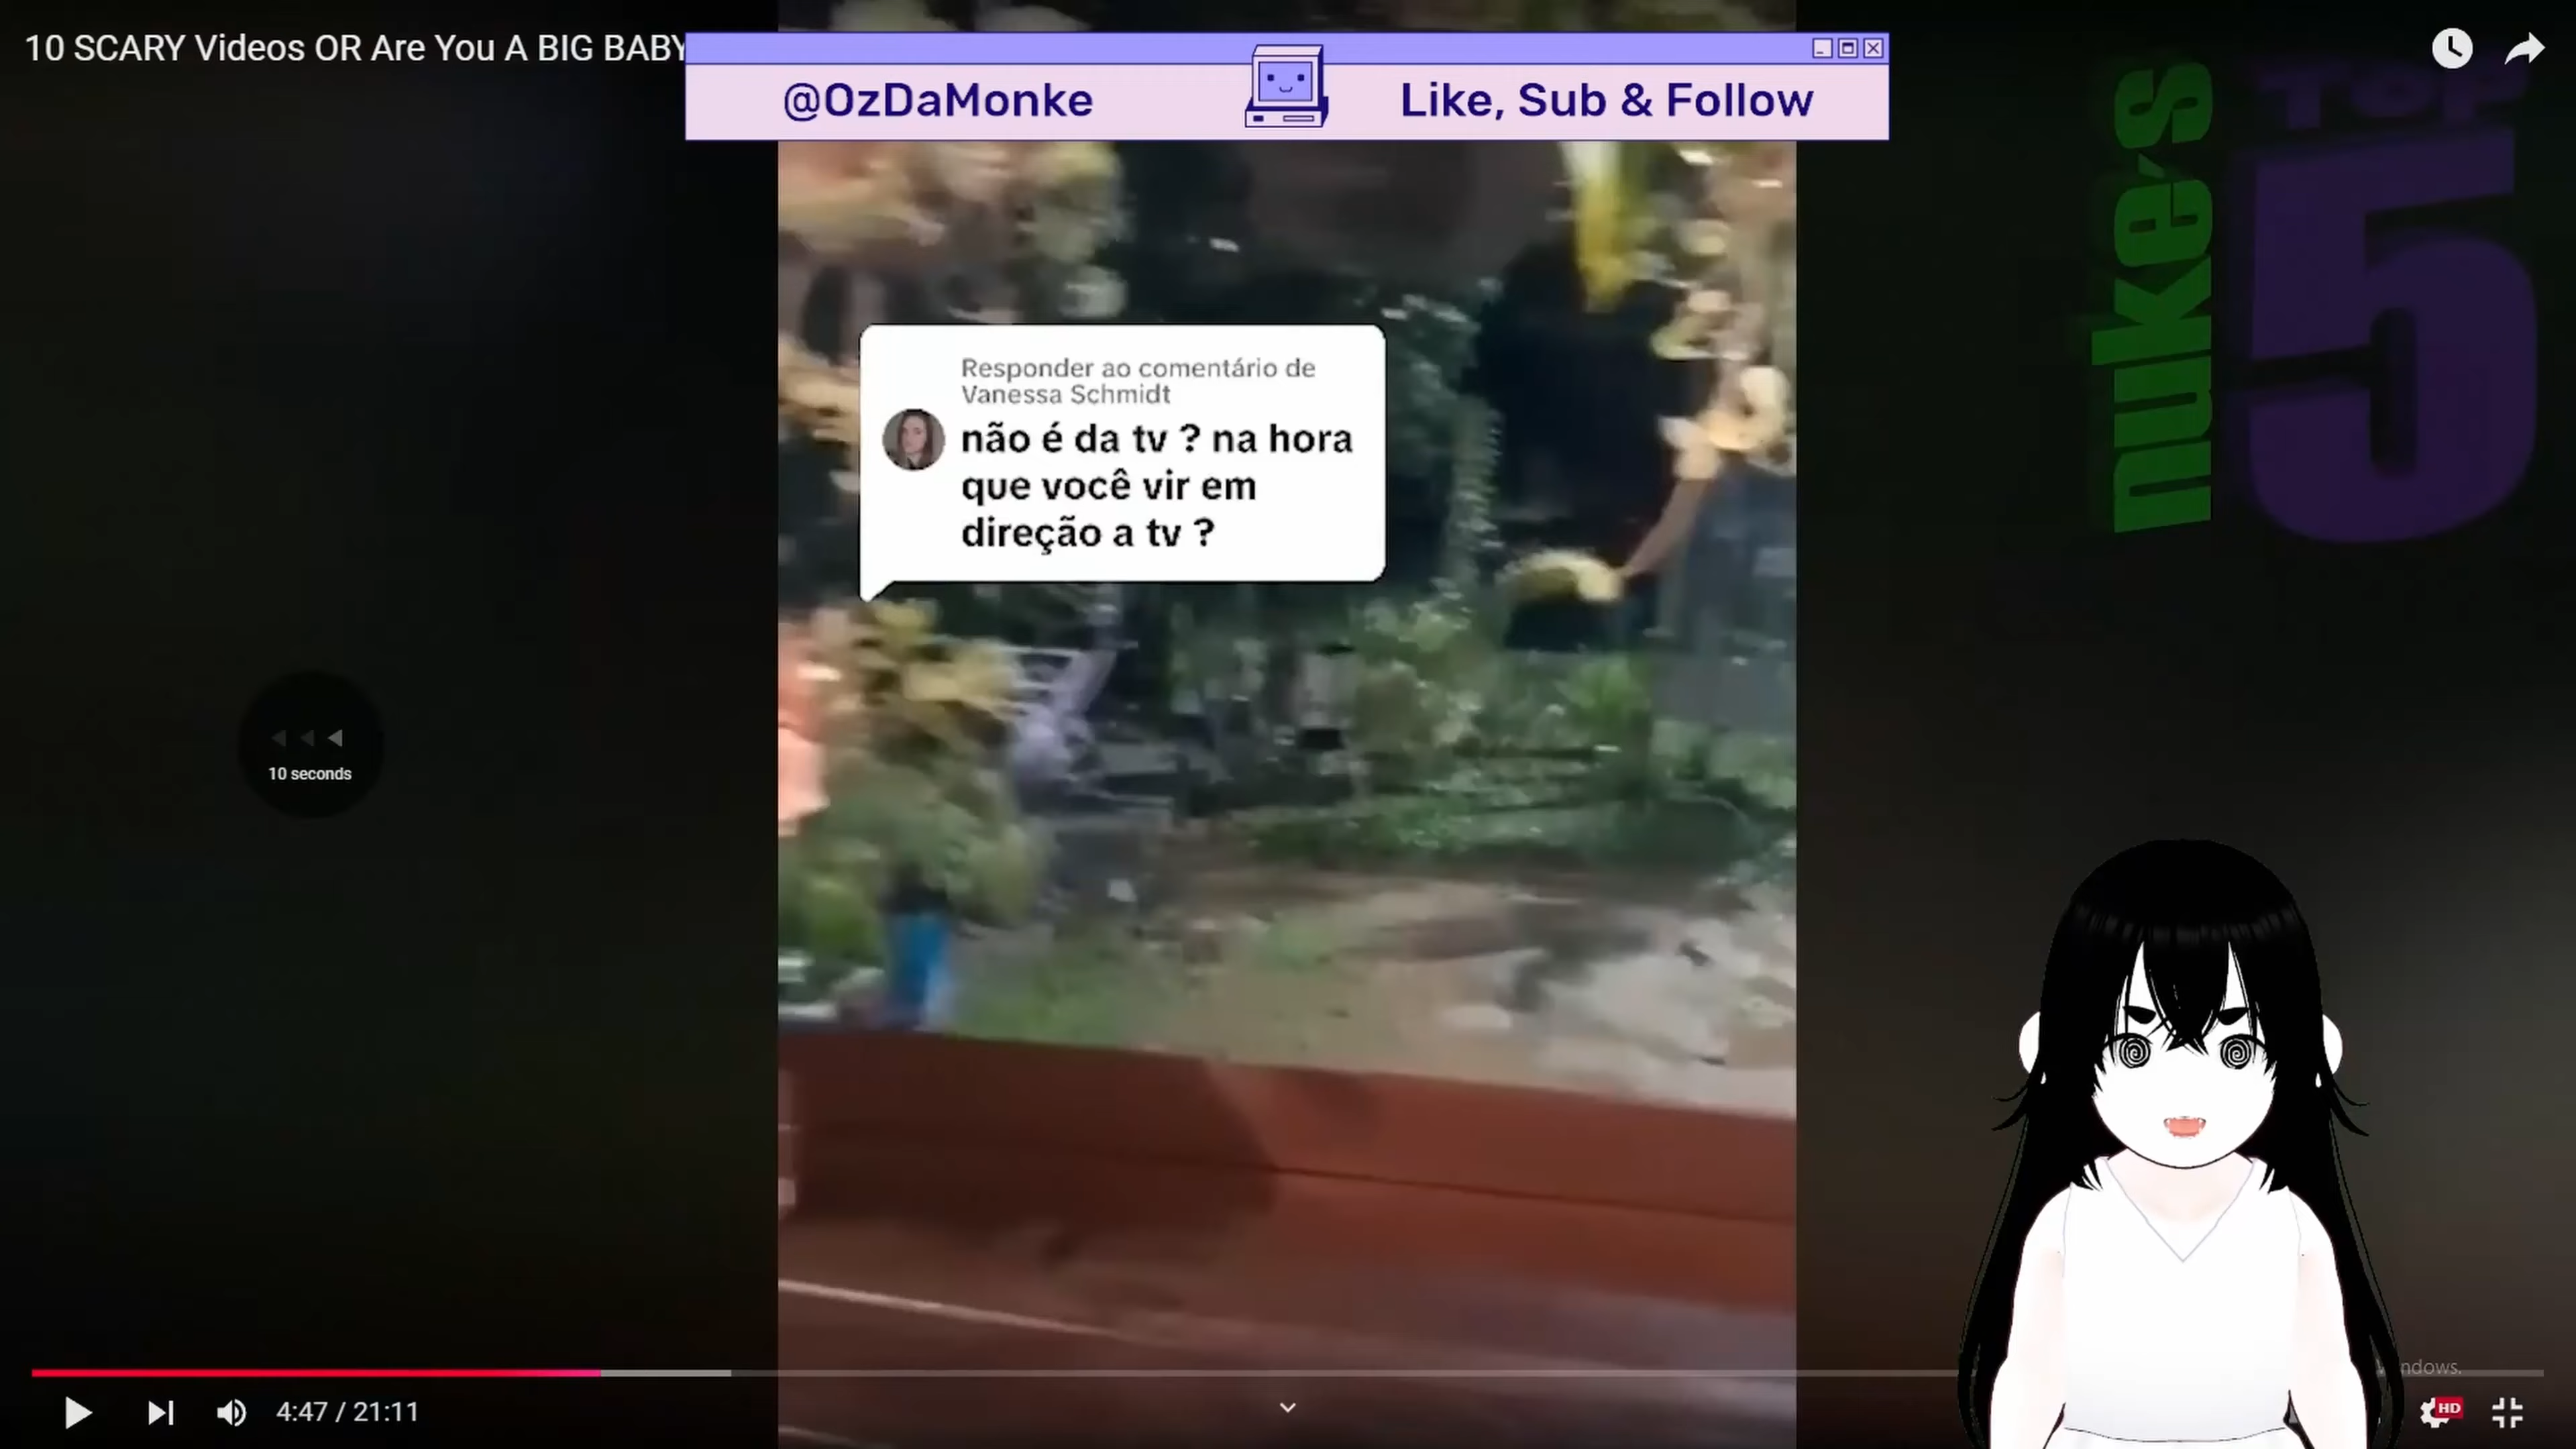 10 SCARY Videos OR Are You A BIG BABY
@OzDaMonke
Like, Sub & Follow
nuke's
TOP
5
Responder ao comentário de
Vanessa Schmidt
não é da tv ? na hora
que você vir em
direção a tv ?
10 seconds
4:47 / 21:11
HD